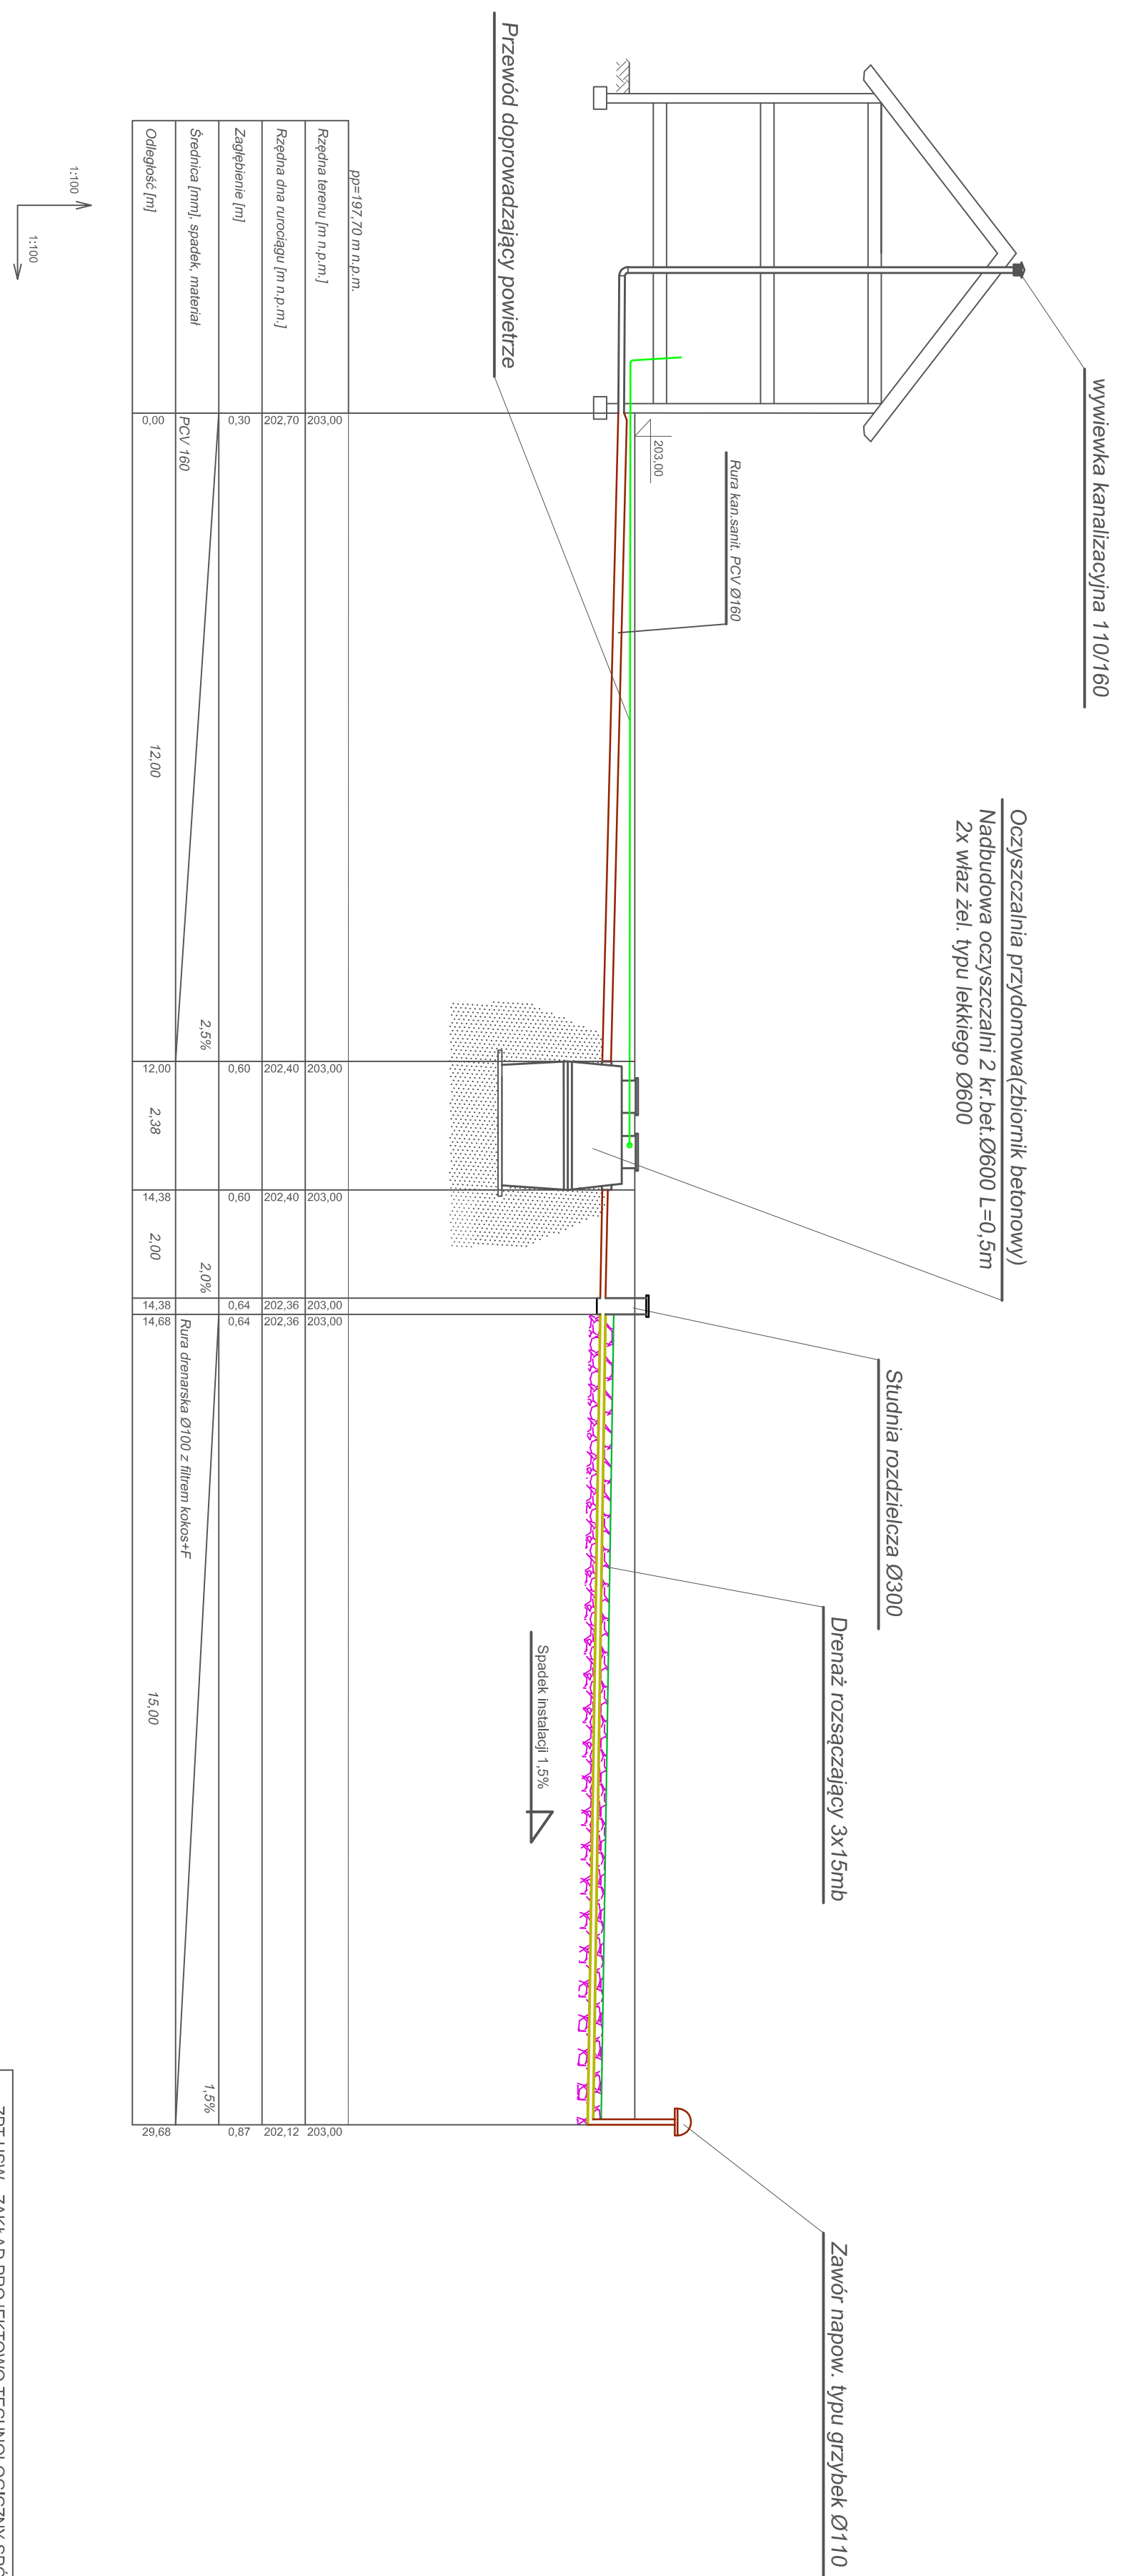 wywiewka kanalizacyjna 110/160
Oczyszczalnia przydomowa(zbiornik betonowy)
Nadbudowa oczyszczalni 2 kr.bet.Ø600 L=0,5m
2x właz żel. typu lekkiego Ø600
Studnia rozdzielcza Ø300
Drenaż rozsączający 3x15mb
Zawór napow. typu grzybek Ø110
Rura kan.sanit. PCV Ø160
203,00
Spadek instalacji 1,5%
Przewód doprowadzający powietrze
pp=197,70 m n.p.m.
Rzędna terenu [m n.p.m.] 203,00 203,00 203,00 203,00 203,00 203,00
Rzędna dna rurociągu [m n.p.m.] 202,70 202,40 202,40 202,36 202,36 202,12
Zagłębienie [m] 0,30 0,60 0,60 0,64 0,64 0,87
Średnica [mm], spadek, materiał PCV 160 2,5% 2,0% Rura drenarska Ø100 z filtrem kokos+F 1,5%
Odległość [m] 0,00 12,00 12,00 2,38 14,38 2,00 14,38 14,68 15,00 29,68
1:100
1:100